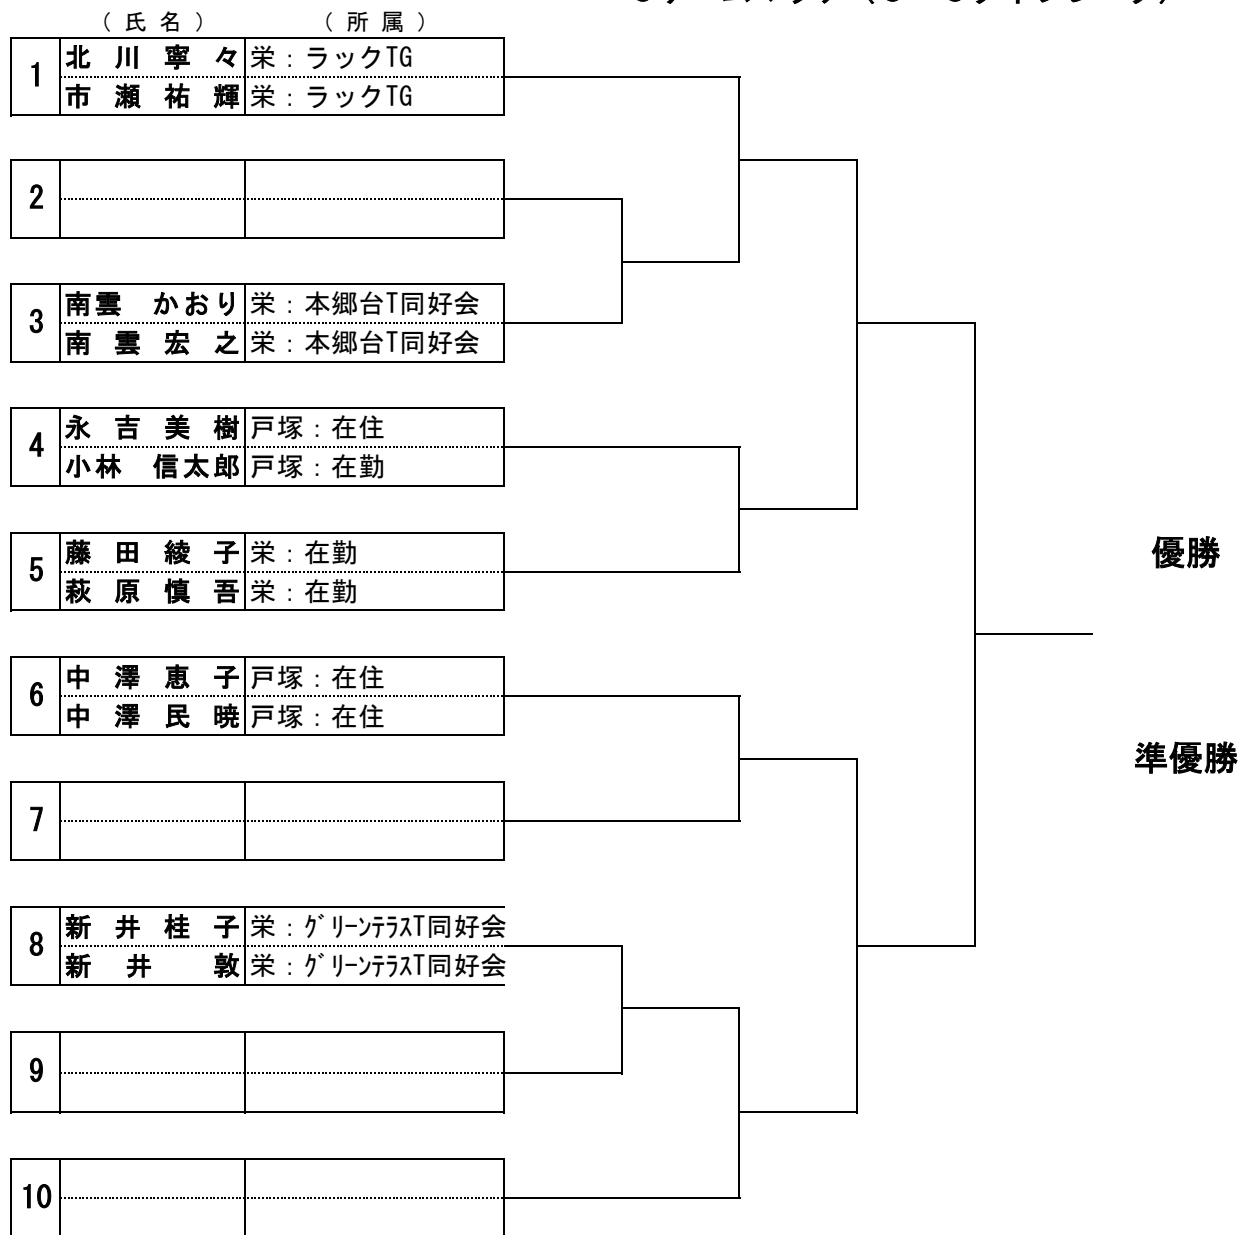 （氏名）（所属）
1 北川寧々 栄：ラックTG
市瀬祐輝 栄：ラックTG
2
3 南雲 かおり 栄：本郷台T同好会
南雲宏之 栄：本郷台T同好会
4 永吉美樹 戸塚：在住
小林 信太郎 戸塚：在勤
5 藤田綾子 栄：在勤
萩原慎吾 栄：在勤
優勝
6 中澤恵子 戸塚：在住
中澤民暁 戸塚：在住
準優勝
7
8 新井桂子 栄：ｸﾞﾘｰﾝﾃﾗｽT同好会
新井 敦 栄：ｸﾞﾘｰﾝﾃﾗｽT同好会
9
10